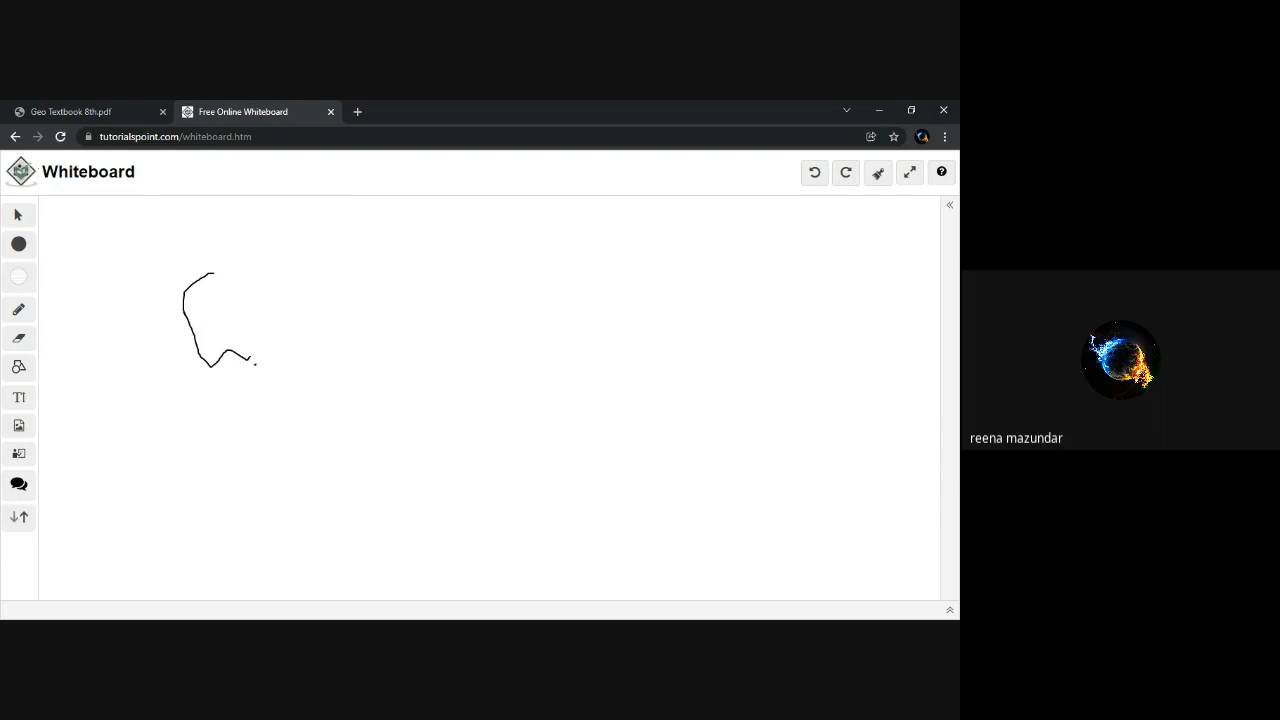 Geo Textbook 8th.pdf
Free Online Whiteboard
tutorialspoint.com/whiteboard.htm
Whiteboard
TI
reena mazundar